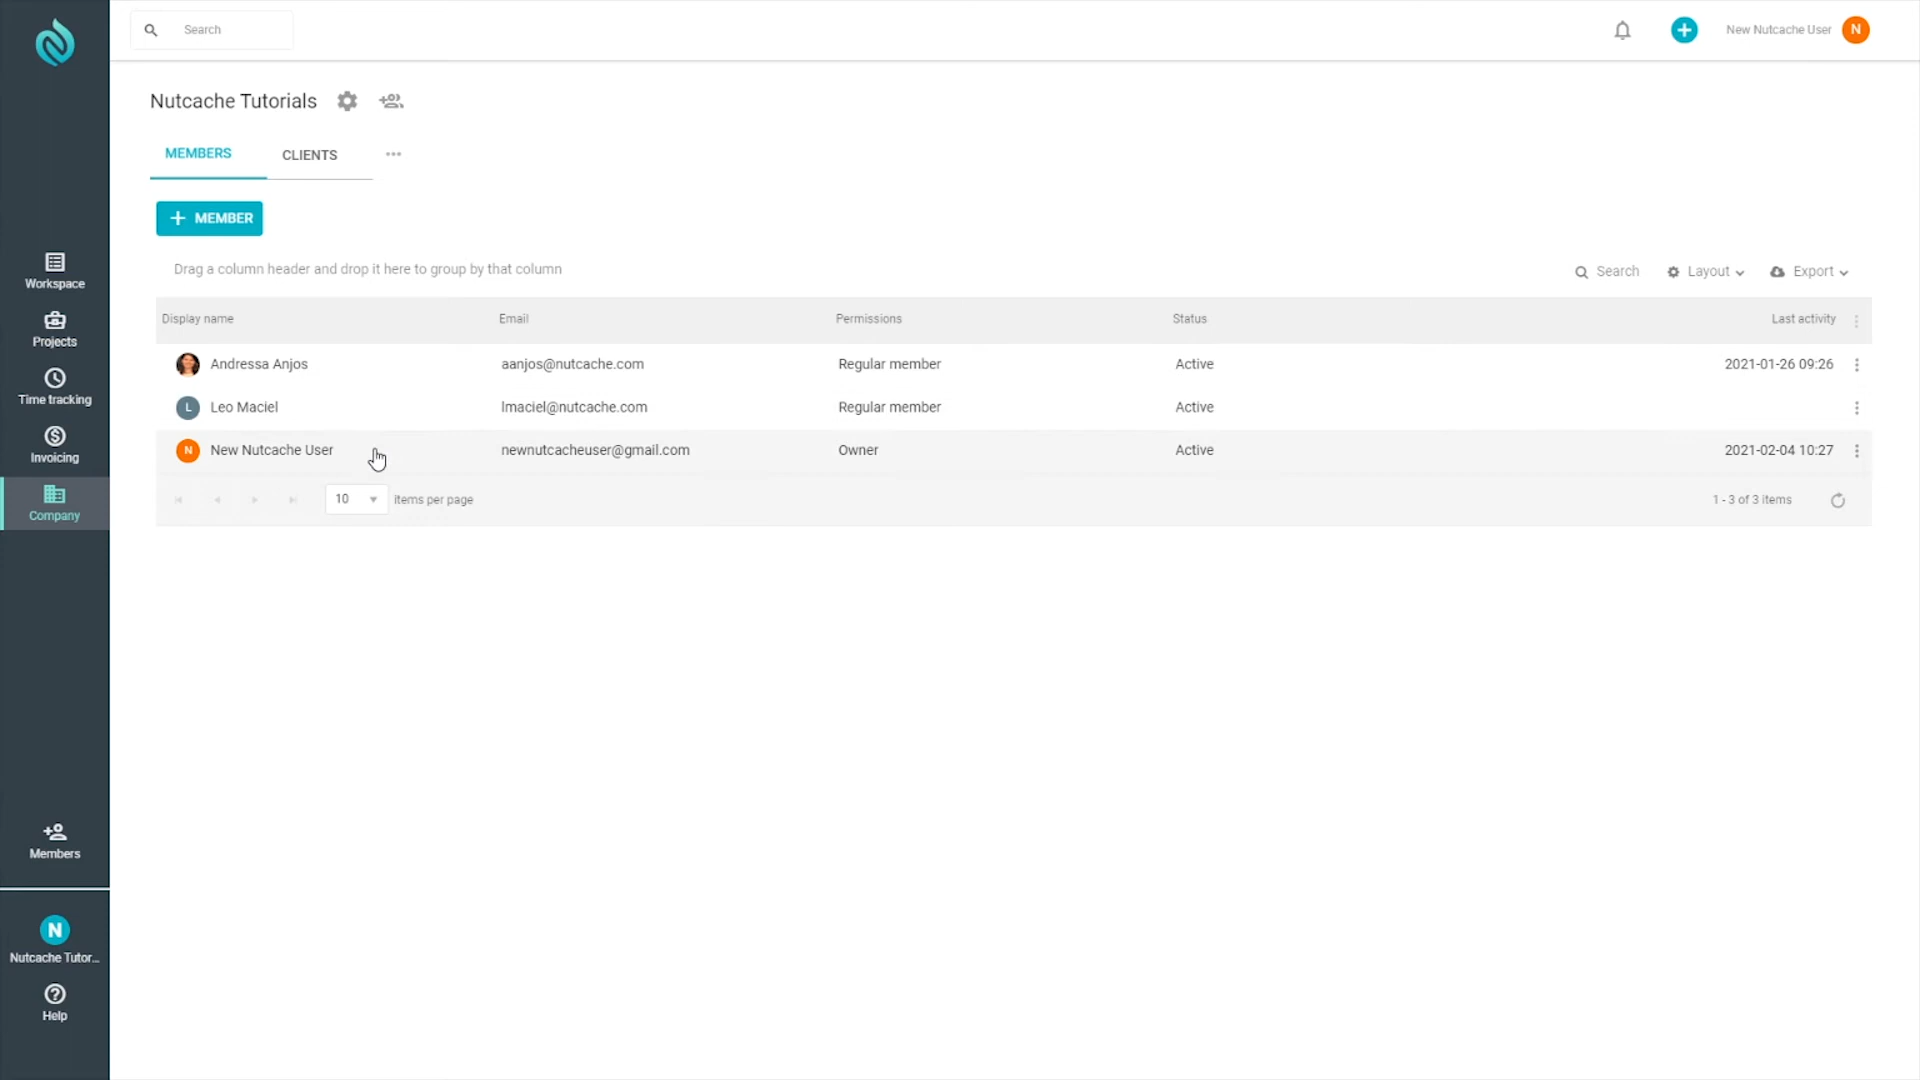 Search
New Nutcache User N
Nutcache Tutorials
MEMBERS CLIENTS
MEMBER
Drag a column header and drop it here to group by that column
Search Layout Export
Display name Email Permissions Status Last activity
Andressa Anjos aanjos@nutcache.com Regular member Active 2021-01-26 09:26
L Leo Maciel lmaciel@nutcache.com Regular member Active
N New Nutcache User newnutcacheuser@gmail.com Owner Active 2021-02-04 10:27
10 items per page 1 - 3 of 3 items
Workspace
Projects
Time tracking
Invoicing
Company
Members
N
Nutcache Tutor...
Help